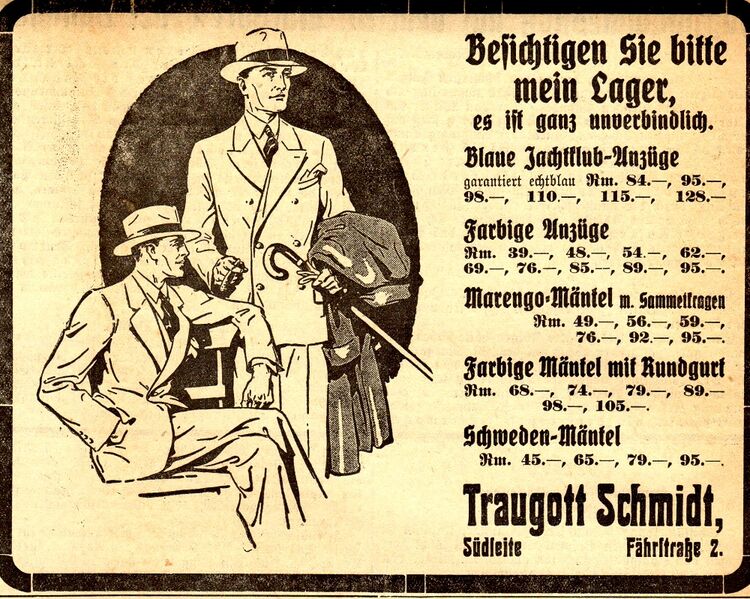 Besichtigen Sie bitte
mein Lager,
es ist ganz unverbindlich.
Blaue Jachtklub-Anzüge
garantiert echtblau Rm. 84.—, 95.—,
98.—, 110.—, 115.—, 128.—
Farbige Anzüge
Rm. 39.—, 48.—, 54.—, 62.—,
69.—, 76.—, 85.—, 89.—, 95.—.
Marengo-Mäntel m. Sammetkragen
Rm. 49.—, 56.—, 59.—,
76.—, 92.—, 95.—.
Farbige Mäntel mit Rundgurt
Rm. 68.—, 74.—, 79.—, 89.—
98.—, 105.—.
Schweden-Mäntel
Rm. 45.—, 65.—, 79.—, 95.—.
Traugott Schmidt,
Südleite Fährstraße 2.